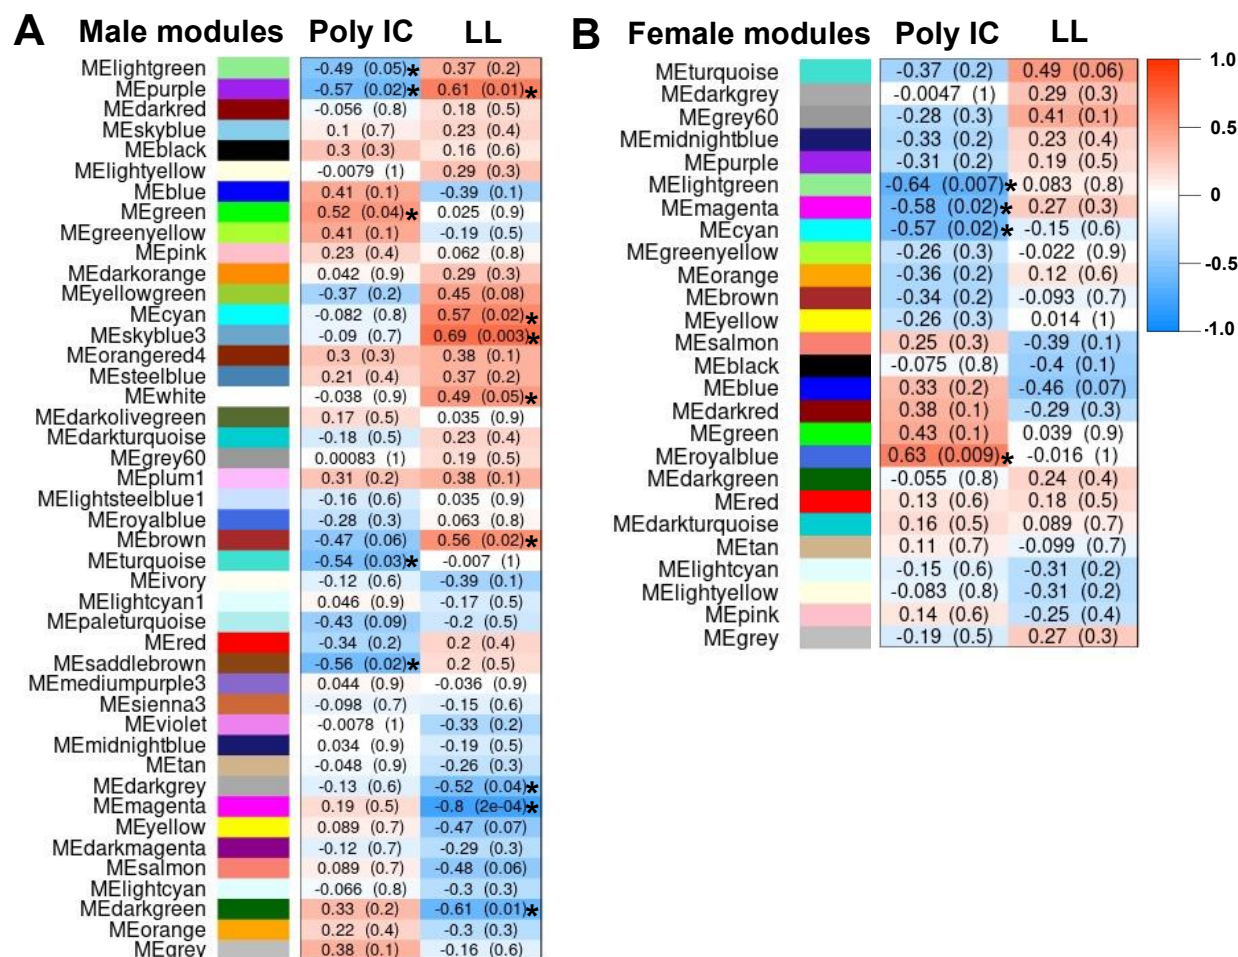 A Male modules Poly IC LL
MElightgreen -0.49 (0.05)* 0.37 (0.2)
MEpurple -0.57 (0.02)* 0.61 (0.01)*
MEdarkred -0.056 (0.8) 0.18 (0.5)
MEskyblue 0.1 (0.7) 0.23 (0.4)
MEblack 0.3 (0.3) 0.16 (0.6)
MElightyellow -0.0079 (1) 0.29 (0.3)
MEblue 0.41 (0.1) -0.39 (0.1)
MEgreen 0.52 (0.04)* 0.025 (0.9)
MEgreenyellow 0.41 (0.1) -0.19 (0.5)
MEpink 0.23 (0.4) 0.062 (0.8)
MEdarkorange 0.042 (0.9) 0.29 (0.3)
MEyellowgreen -0.37 (0.2) 0.45 (0.08)
MEcyan -0.082 (0.8) 0.57 (0.02)*
MEskyblue3 -0.09 (0.7) 0.69 (0.003)*
MEorangered4 0.3 (0.3) 0.38 (0.1)
MEsteelblue 0.21 (0.4) 0.37 (0.2)
MEwhite -0.038 (0.9) 0.49 (0.05)*
MEdarkolivegreen 0.17 (0.5) 0.035 (0.9)
MEdarkturquoise -0.18 (0.5) 0.23 (0.4)
MEgrey60 0.00083 (1) 0.19 (0.5)
MEplum1 0.31 (0.2) 0.38 (0.1)
MElightsteelblue1 -0.16 (0.6) 0.035 (0.9)
MEroyalblue -0.28 (0.3) 0.063 (0.8)
MEbrown -0.47 (0.06) 0.56 (0.02)*
MEturquoise -0.54 (0.03)* -0.007 (1)
MEivory -0.12 (0.6) -0.39 (0.1)
MElightcyan1 0.046 (0.9) -0.17 (0.5)
MEpaleturquoise -0.43 (0.09) -0.2 (0.5)
MEred -0.34 (0.2) 0.2 (0.4)
MEsaddlebrown -0.56 (0.02)* 0.2 (0.5)
MEmediumpurple3 0.044 (0.9) -0.036 (0.9)
MEsienna3 -0.098 (0.7) -0.15 (0.6)
MEviolet -0.0078 (1) -0.33 (0.2)
MEmidnightblue 0.034 (0.9) -0.19 (0.5)
MEtan -0.048 (0.9) -0.26 (0.3)
MEdarkgrey -0.13 (0.6) -0.52 (0.04)*
MEmagenta 0.19 (0.5) -0.8 (2e-04)*
MEyellow 0.089 (0.7) -0.47 (0.07)
MEdarkmagenta -0.12 (0.7) -0.29 (0.3)
MEsalmon 0.089 (0.7) -0.48 (0.06)
MElightcyan -0.066 (0.8) -0.3 (0.3)
MEdarkgreen 0.33 (0.2) -0.61 (0.01)*
MEorange 0.22 (0.4) -0.3 (0.3)
MEgrey 0.38 (0.1) -0.16 (0.6)
B Female modules Poly IC LL
MEturquoise -0.37 (0.2) 0.49 (0.06)
MEdarkgrey -0.0047 (1) 0.29 (0.3)
MEgrey60 -0.28 (0.3) 0.41 (0.1)
MEmidnightblue -0.33 (0.2) 0.23 (0.4)
MEpurple -0.31 (0.2) 0.19 (0.5)
MElightgreen -0.64 (0.007)* 0.083 (0.8)
MEmagenta -0.58 (0.02)* 0.27 (0.3)
MEcyan -0.57 (0.02)* -0.15 (0.6)
MEgreenyellow -0.26 (0.3) -0.022 (0.9)
MEorange -0.36 (0.2) 0.12 (0.6)
MEbrown -0.34 (0.2) -0.093 (0.7)
MEyellow -0.26 (0.3) 0.014 (1)
MEsalmon 0.25 (0.3) -0.39 (0.1)
MEblack -0.075 (0.8) -0.4 (0.1)
MEblue 0.33 (0.2) -0.46 (0.07)
MEdarkred 0.38 (0.1) -0.29 (0.3)
MEgreen 0.43 (0.1) 0.039 (0.9)
MEroyalblue 0.63 (0.009)* -0.016 (1)
MEdarkgreen -0.055 (0.8) 0.24 (0.4)
MEred 0.13 (0.6) 0.18 (0.5)
MEdarkturquoise 0.16 (0.5) 0.089 (0.7)
MEtan 0.11 (0.7) -0.099 (0.7)
MElightcyan -0.15 (0.6) -0.31 (0.2)
MElightyellow -0.083 (0.8) -0.31 (0.2)
MEpink 0.14 (0.6) -0.25 (0.4)
MEgrey -0.19 (0.5) 0.27 (0.3)
1.0
0.5
0
-0.5
-1.0